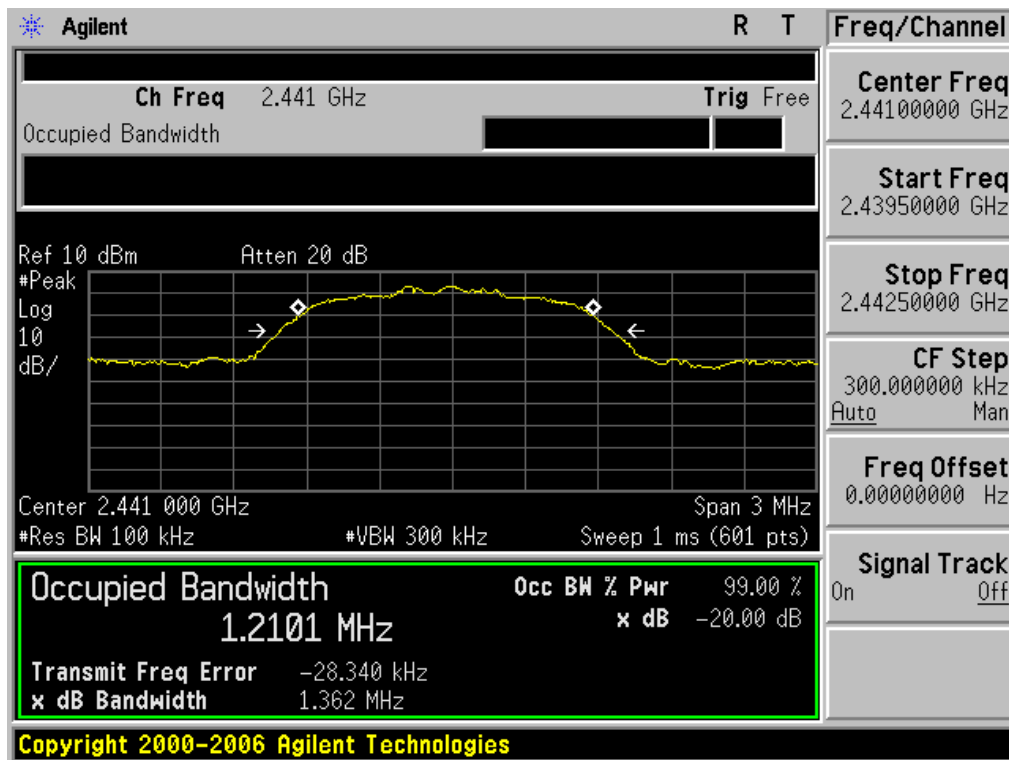 Agilent R T
Ch Freq 2.441 GHz Trig Free
Occupied Bandwidth
Ref 10 dBm Atten 20 dB
#Peak
Log
10
dB/
Center 2.441 000 GHz Span 3 MHz
#Res BW 100 kHz #VBW 300 kHz Sweep 1 ms (601 pts)
Occupied Bandwidth
1.2101 MHz
Occ BW % Pwr 99.00 %
x dB -20.00 dB
Transmit Freq Error -28.340 kHz
x dB Bandwidth 1.362 MHz
Copyright 2000-2006 Agilent Technologies
Freq/Channel
Center Freq
2.44100000 GHz
Start Freq
2.43950000 GHz
Stop Freq
2.44250000 GHz
CF Step
300.000000 kHz
Auto Man
Freq Offset
0.00000000 Hz
Signal Track
On Off